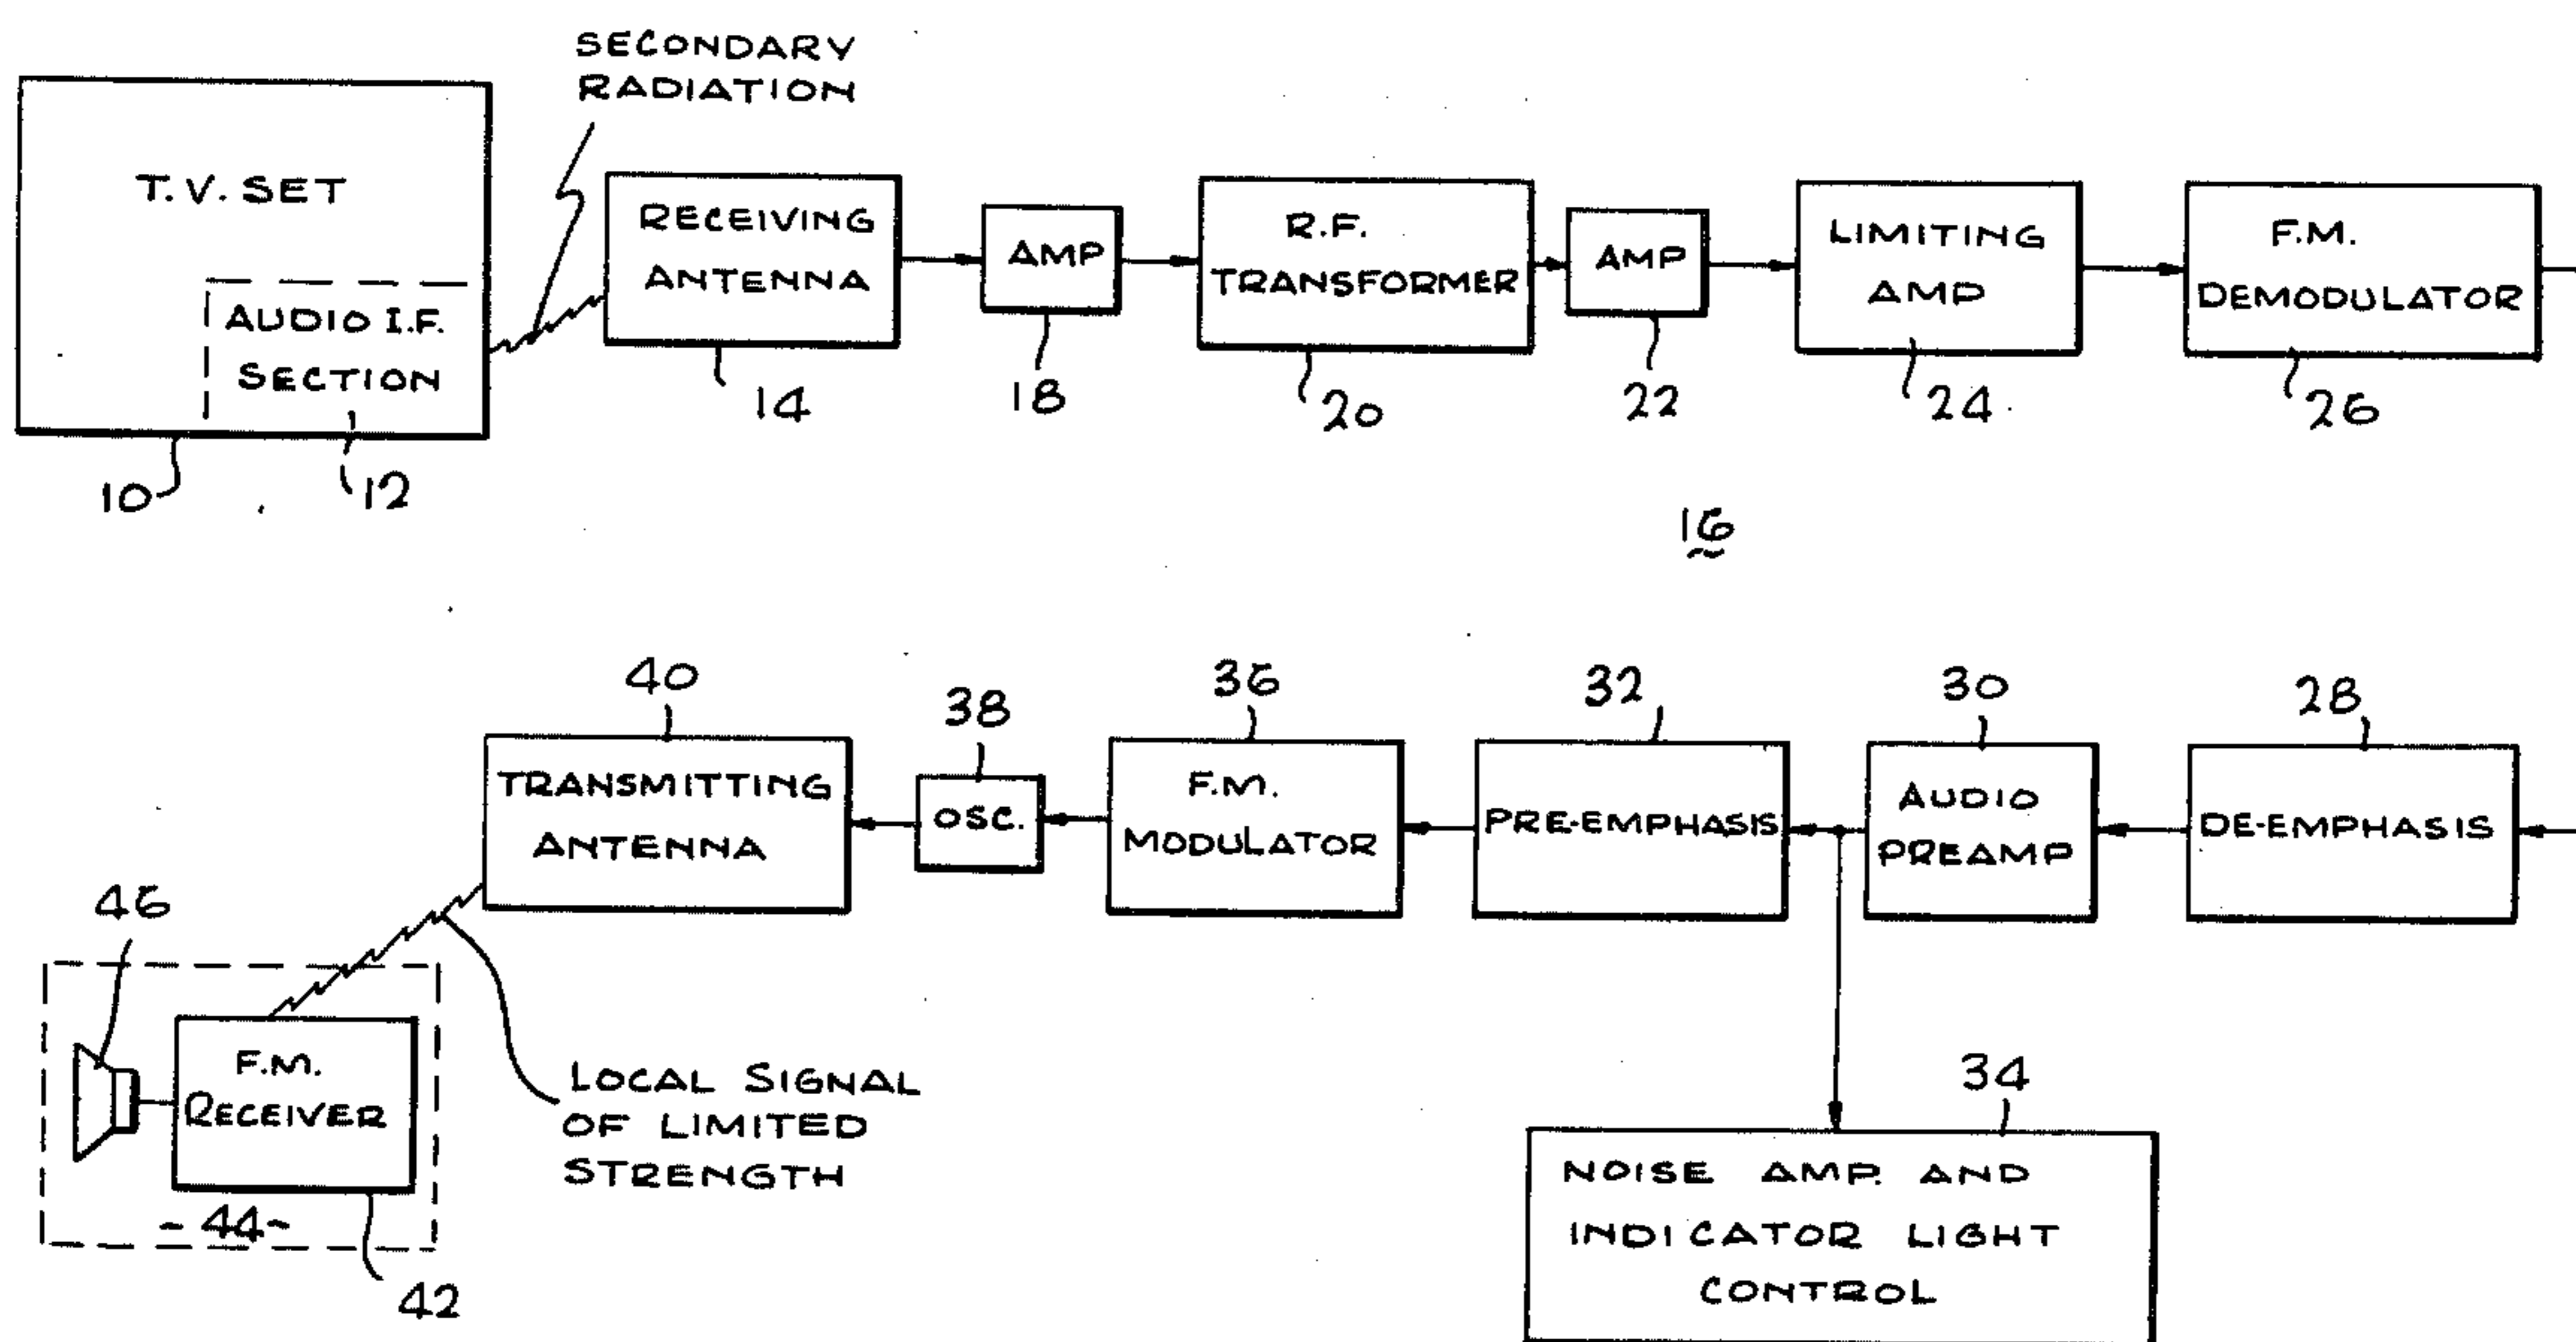 SECONDARY
RADIATION
T.V. SET
AUDIO I.F.
SECTION
10
12
RECEIVING
ANTENNA
14
AMP
18
R.F.
TRANSFORMER
20
AMP
22
LIMITING
AMP
24
F.M.
DEMODULATOR
26
16
40
TRANSMITTING
ANTENNA
38
OSC.
36
F.M.
MODULATOR
32
PRE-EMPHASIS
30
AUDIO
PREAMP
28
DE-EMPHASIS
46
F.M.
RECEIVER
-44-
42
LOCAL SIGNAL
OF LIMITED
STRENGTH
34
NOISE AMP. AND
INDICATOR LIGHT
CONTROL